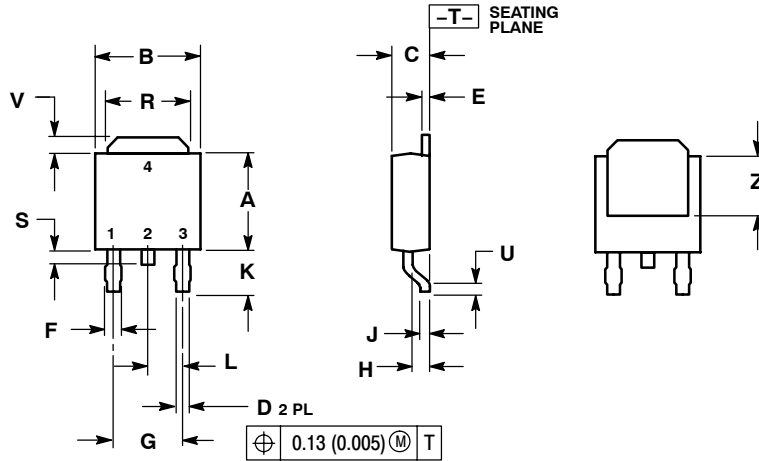 –T–
SEATING
PLANE
C
B
V
R
E
4
Z
A
S
1 2 3
K
U
F
J
L
H
D 2 PL
G
⌖ 0.13 (0.005) Ⓜ T